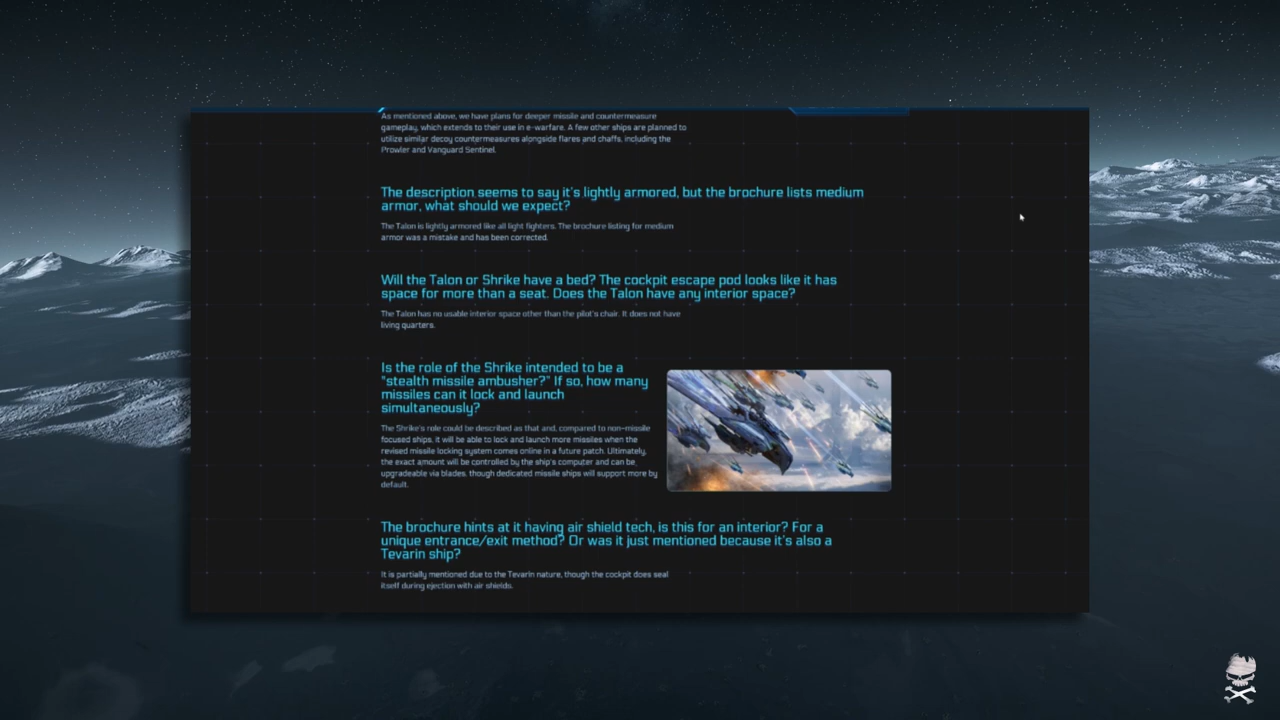 As mentioned above, we have plans for deeper missile and countermeasure
gameplay, which extends to their use in e-warfare. A few other ships are planned to
utilize similar decoy countermeasures alongside flares and chaffs, including the
Prowler and Vanguard Sentinel.
The description seems to say it's lightly armored, but the brochure lists medium
armor, what should we expect?
The Talon is lightly armored like all light fighters. The brochure listing for medium
armor was a mistake and has been corrected.
Will the Talon or Shrike have a bed? The cockpit escape pod looks like it has
space for more than a seat. Does the Talon have any interior space?
The Talon has no usable interior space other than the pilot's chair. It does not have
living quarters.
Is the role of the Shrike intended to be a
"stealth missile ambusher?" If so, how many
missiles can it lock and launch
simultaneously?
The Shrike's role could be described as that and, compared to non-missile
focused ships, it will be able to lock and launch more missiles when the
revised missile locking system comes online in a future patch. Ultimately,
the exact amount will be controlled by the ship's computer and can be
upgradeable via blades, though dedicated missile ships will support more by
default.
The brochure hints at it having air shield tech, is this for an interior? For a
unique entrance/exit method? Or was it just mentioned because it's also a
Tevarin ship?
It is partially mentioned due to the Tevarin nature, though the cockpit does seal
itself during ejection with air shields.